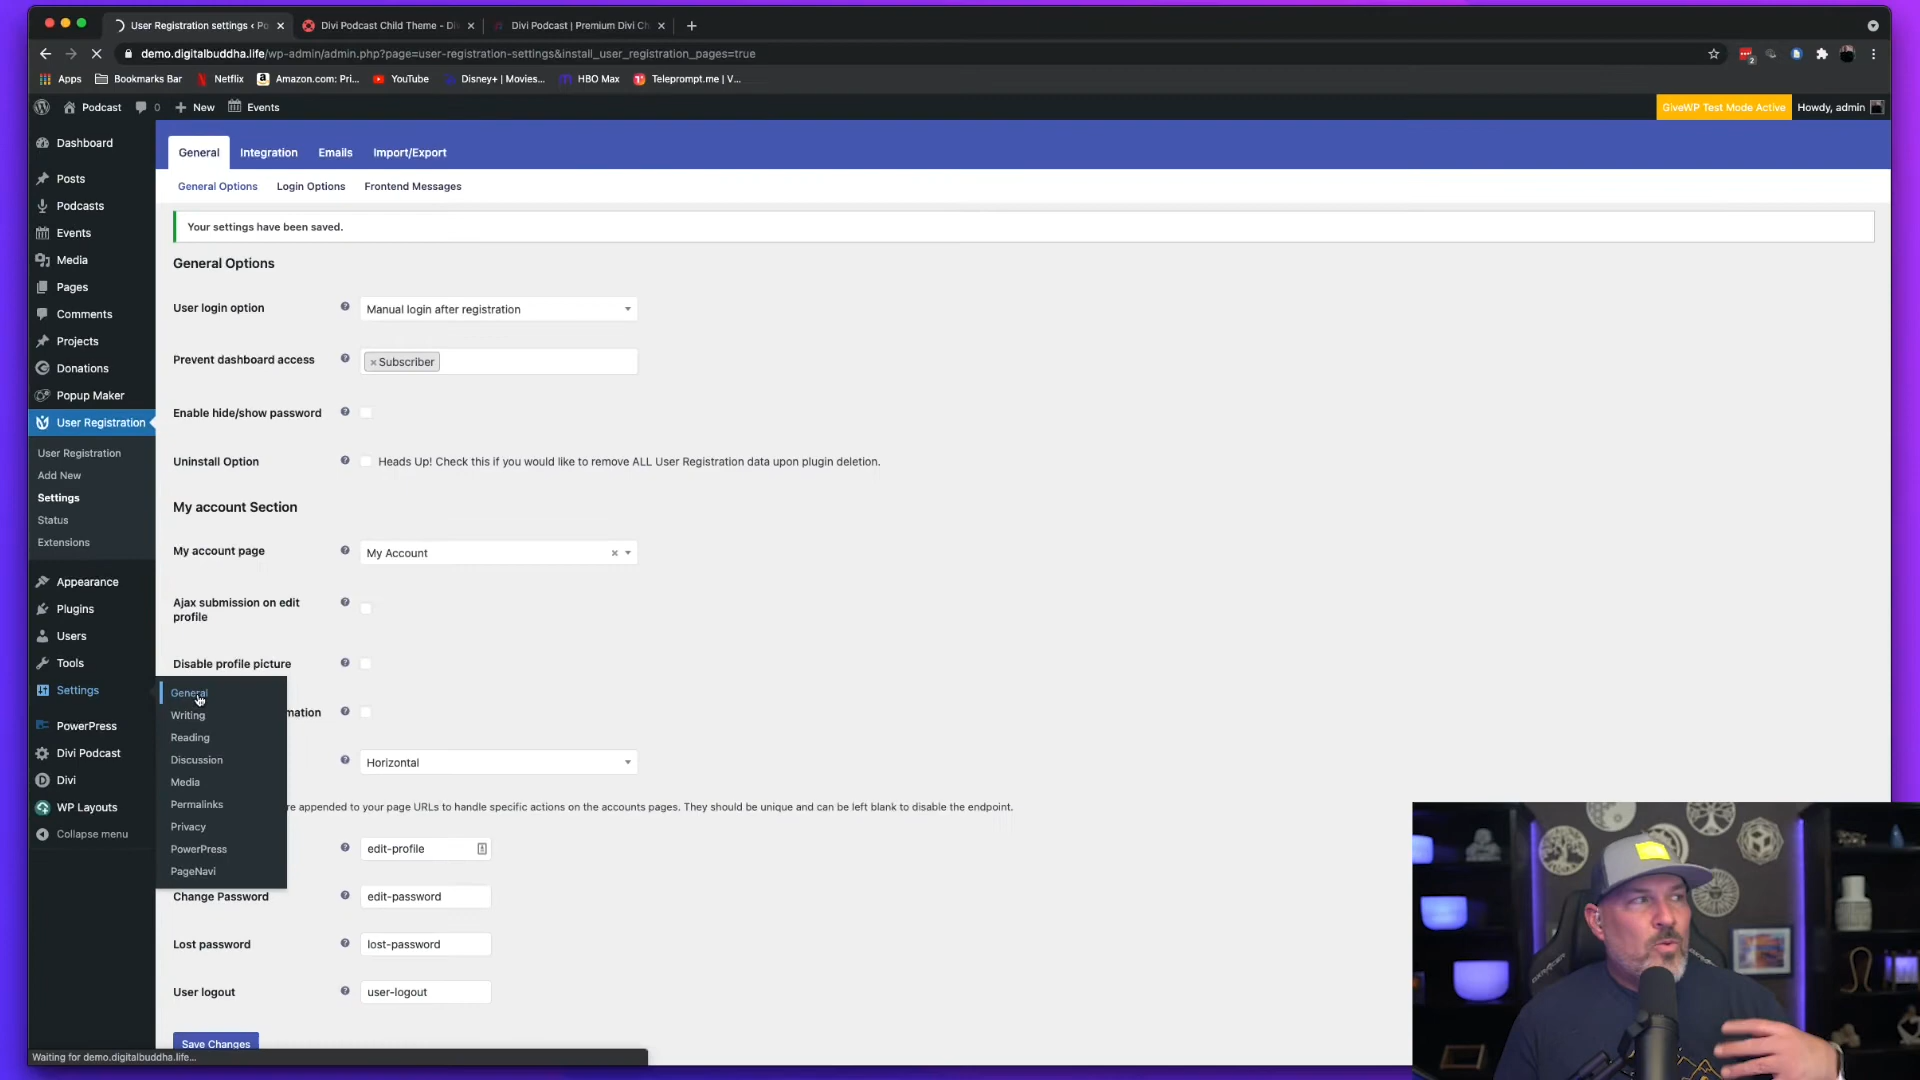 User Registration settings ‹ Po
Divi Podcast Child Theme - Di
Divi Podcast | Premium Divi Ch
demo.digitalbuddha.life/wp-admin/admin.php?page=user-registration-settings&install_user_registration_pages=true
Apps
Bookmarks Bar
Netflix
Amazon.com: Pri...
YouTube
Disney+ | Movies...
HBO Max
Teleprompt.me | V...
Podcast
0
New
Events
GiveWP Test Mode Active
Howdy, admin
Dashboard
Posts
Podcasts
Events
Media
Pages
Comments
Projects
Donations
Popup Maker
User Registration
User Registration
Add New
Settings
Status
Extensions
Appearance
Plugins
Users
Tools
Settings
PowerPress
Divi Podcast
Divi
WP Layouts
Collapse menu
General
Writing
Reading
Discussion
Media
Permalinks
Privacy
PowerPress
PageNavi
General
Integration
Emails
Import/Export
General Options
Login Options
Frontend Messages
Your settings have been saved.
General Options
User login option
Manual login after registration
Prevent dashboard access
× Subscriber
Enable hide/show password
Uninstall Option
Heads Up! Check this if you would like to remove ALL User Registration data upon plugin deletion.
My account Section
My account page
My Account
Ajax submission on edit
profile
Disable profile picture
mation
Horizontal
re appended to your page URLs to handle specific actions on the accounts pages. They should be unique and can be left blank to disable the endpoint.
edit-profile
Change Password
edit-password
Lost password
lost-password
User logout
user-logout
Save Changes
Waiting for demo.digitalbuddha.life...